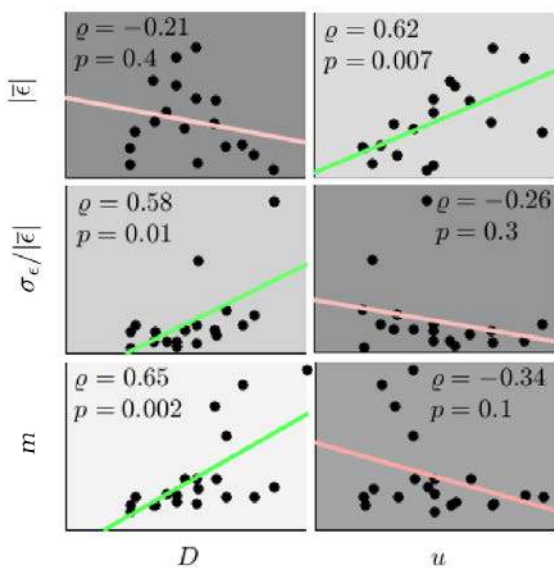 |ε̅|
ϱ = −0.21
p = 0.4
ϱ = 0.62
p = 0.007
σ_ϵ/|ε̅|
ϱ = 0.58
p = 0.01
ϱ = −0.26
p = 0.3
m
ϱ = 0.65
p = 0.002
ϱ = −0.34
p = 0.1
D
u